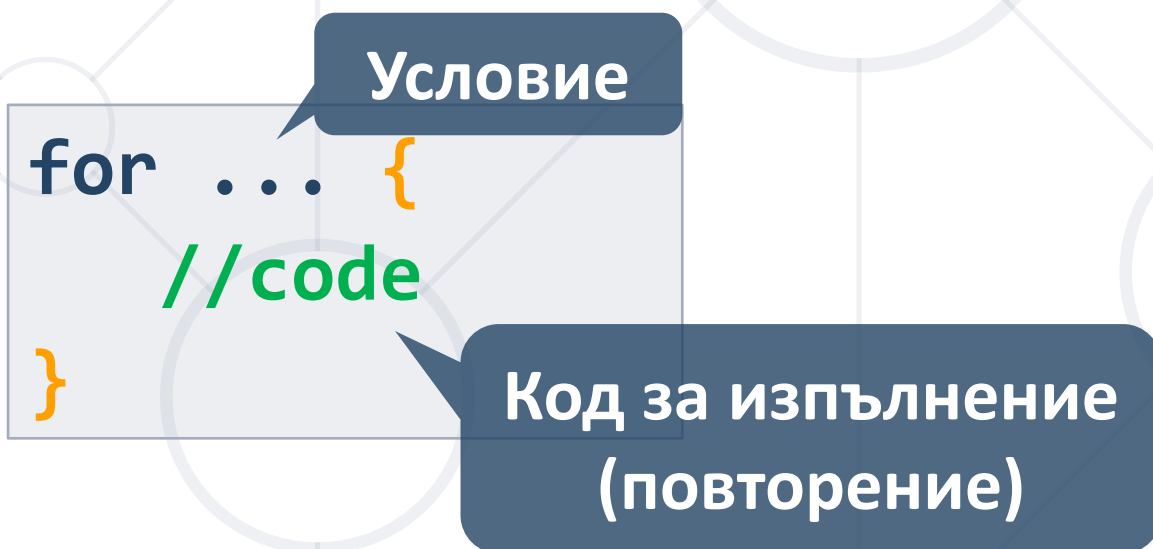 Условие
for ... {
//code
}
Код за изпълнение
(повторение)